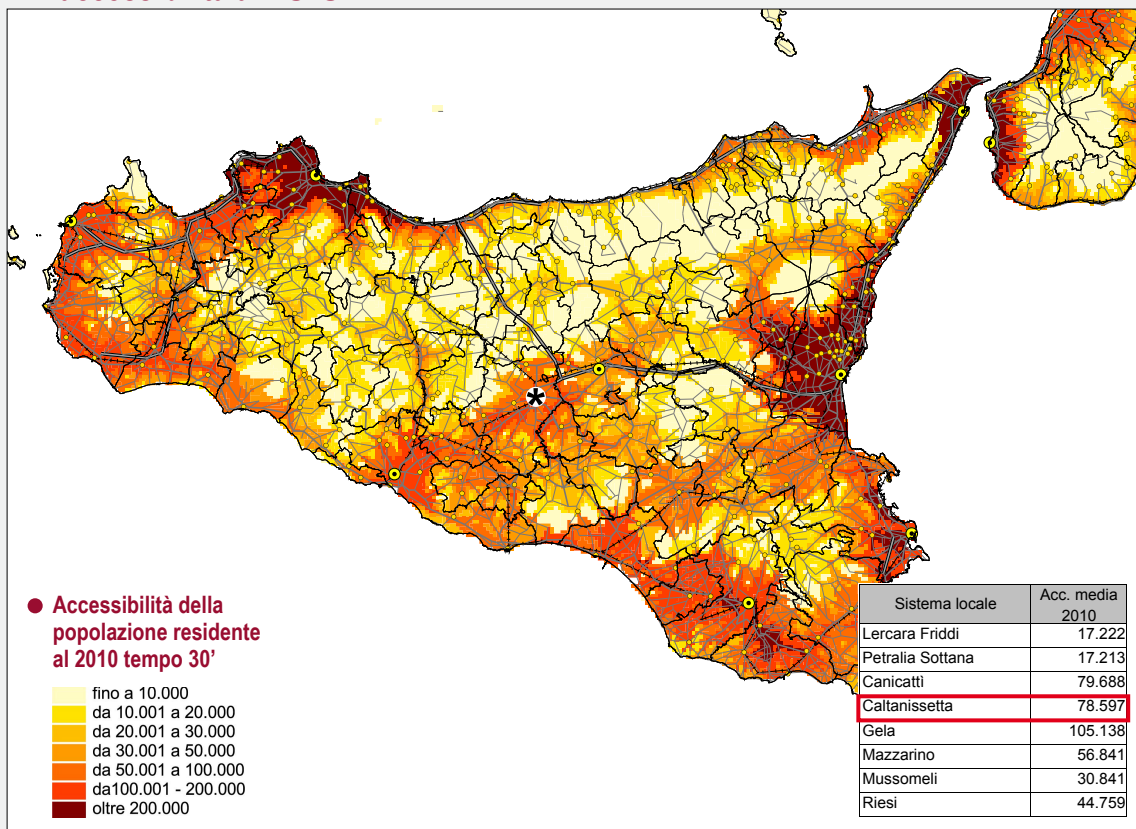 ● Accessibilità della
popolazione residente
al 2010 tempo 30’
fino a 10.000
da 10.001 a 20.000
da 20.001 a 30.000
da 30.001 a 50.000
da 50.001 a 100.000
da100.001 - 200.000
oltre 200.000
Sistema locale Acc. media 2010
Lercara Friddi 17.222
Petralia Sottana 17.213
Canicattì 79.688
Caltanissetta 78.597
Gela 105.138
Mazzarino 56.841
Mussomeli 30.841
Riesi 44.759